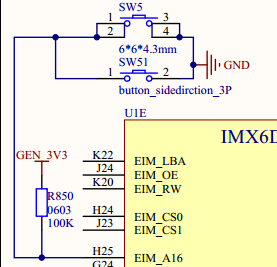 SW5
1 3
2 4
6*6*4.3mm
SW51
1 2
GND
button_sidedirction_3P
U1E
IMX6D
GEN_3V3
K22 EIM_LBA
J24 EIM_OE
K20 EIM_RW
R850
0603
100K
H24 EIM_CS0
J23 EIM_CS1
H25 EIM_A16
G24